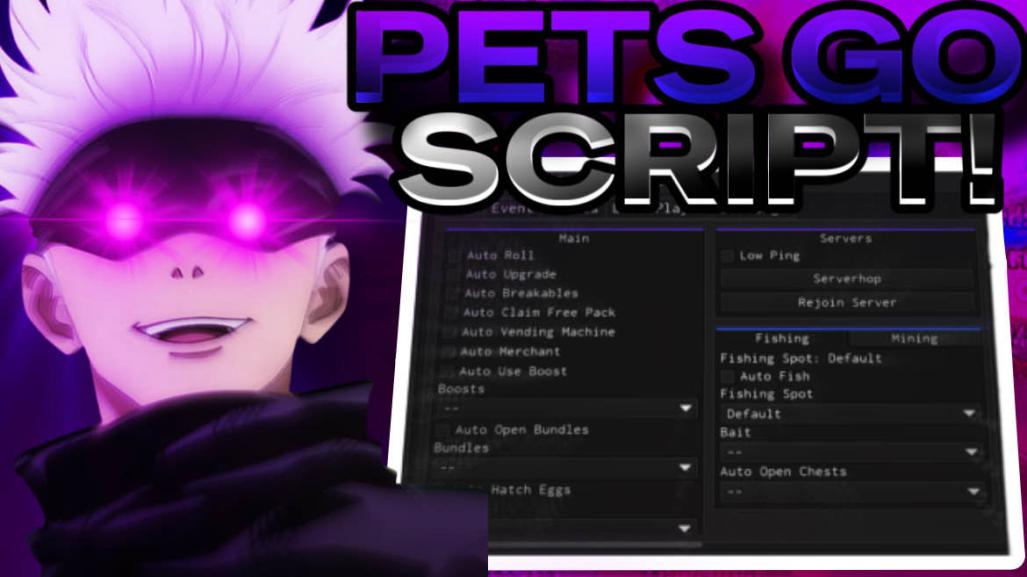 PETS GO
SCRIPT!
Main
Auto Roll
Auto Upgrade
Auto Breakables
Auto Claim Free Pack
Auto Vending Machine
Auto Merchant
Auto Use Boost
Boosts
--
Auto Open Bundles
Bundles
--
Hatch Eggs
Servers
Low Ping
Serverhop
Rejoin Server
Fishing Mining
Fishing Spot: Default
Auto Fish
Fishing Spot
Default
Bait
--
Auto Open Chests
--